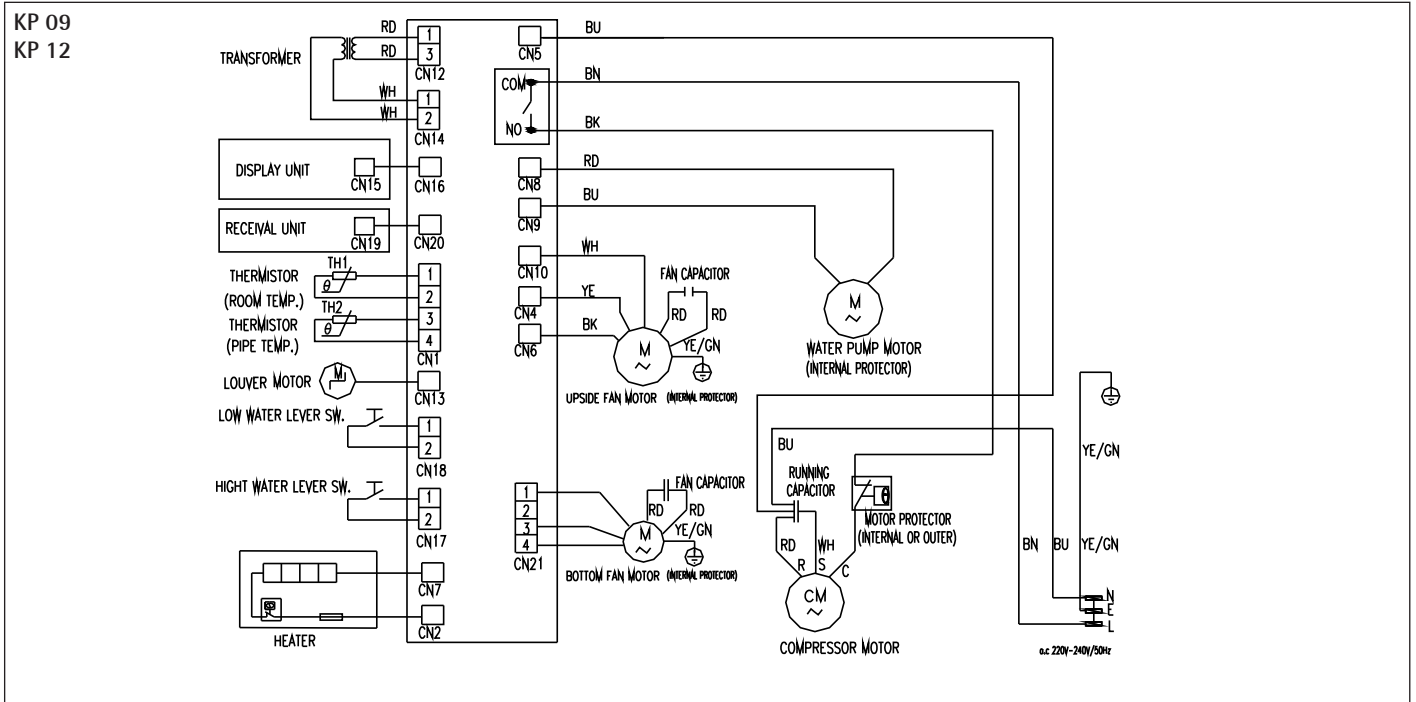 KP 09
KP 12
TRANSFORMER
RD
RD
1
3
CN12
WH
WH
1
2
CN14
DISPLAY UNIT
CN15
CN16
RECEIVAL UNIT
CN19
CN20
THERMISTOR
(ROOM TEMP.)
TH1
θ
THERMISTOR
(PIPE TEMP.)
TH2
θ
1
2
3
4
CN1
LOUVER MOTOR
M
CN13
LOW WATER LEVER SW.
1
2
CN18
HIGHT WATER LEVER SW.
1
2
CN17
CN7
CN2
HEATER
CN5
BU
COM
BN
NO
BK
CN8
RD
CN9
BU
CN10
WH
CN4
YE
CN6
BK
FAN CAPACITOR
RD
RD
YE/GN
M
~
UPSIDE FAN MOTOR (INTERNAL PROTECTOR)
M
~
WATER PUMP MOTOR
(INTERNAL PROTECTOR)
1
2
3
4
CN21
FAN CAPACITOR
RD
RD
YE/GN
M
~
BOTTOM FAN MOTOR (INTERNAL PROTECTOR)
BU
RUNNING
CAPACITOR
MOTOR PROTECTOR
(INTERNAL OR OUTER)
θ
RD
WH
R
S
C
CM
~
COMPRESSOR MOTOR
YE/GN
BN
BU
YE/GN
N
E
L
a.c 220V-240V/50Hz